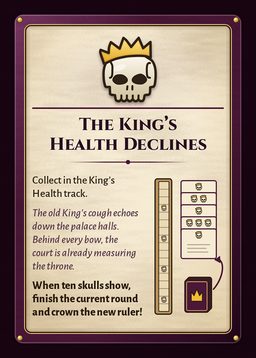 The King's
Health Declines
Collect in the King's
Health track.
The old King's cough echoes
down the palace halls.
Behind every bow, the
court is already measuring
the throne.
When ten skulls show,
finish the current round
and crown the new ruler!